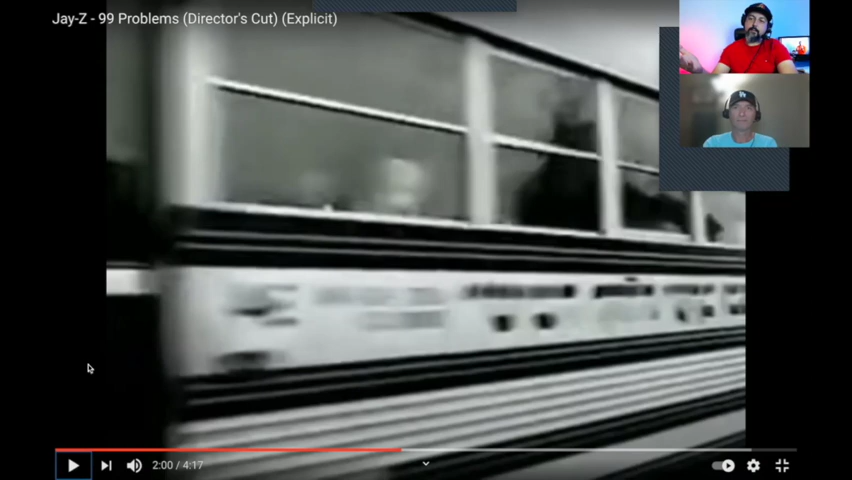 Jay-Z - 99 Problems (Director's Cut) (Explicit)
2:00 / 4:17